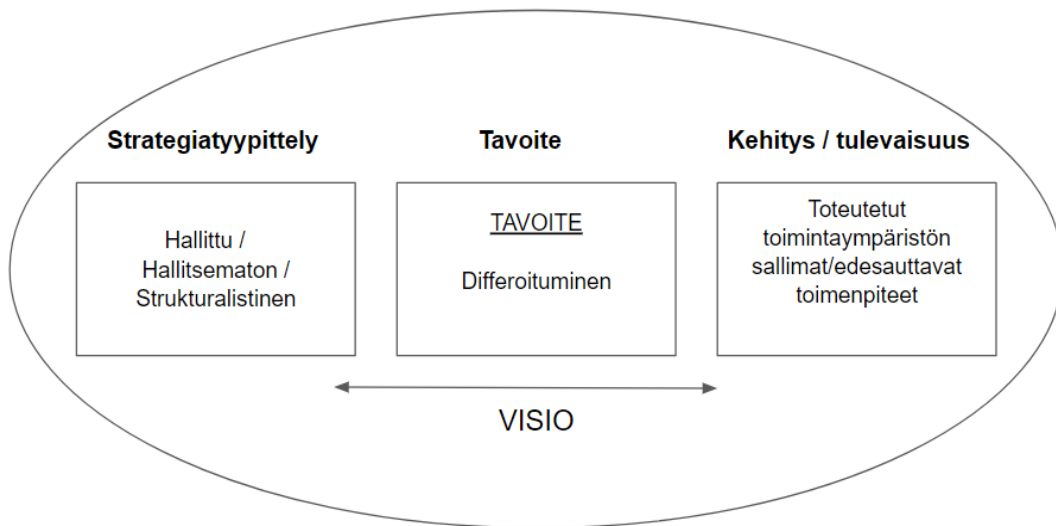 Strategiatyypittely
Tavoite
Kehitys / tulevaisuus
Hallittu /
Hallitsematon /
Strukturalistinen
TAVOITE
Differoituminen
Toteutetut
toimintaympäristön
sallimat/edesauttavat
toimenpiteet
VISIO